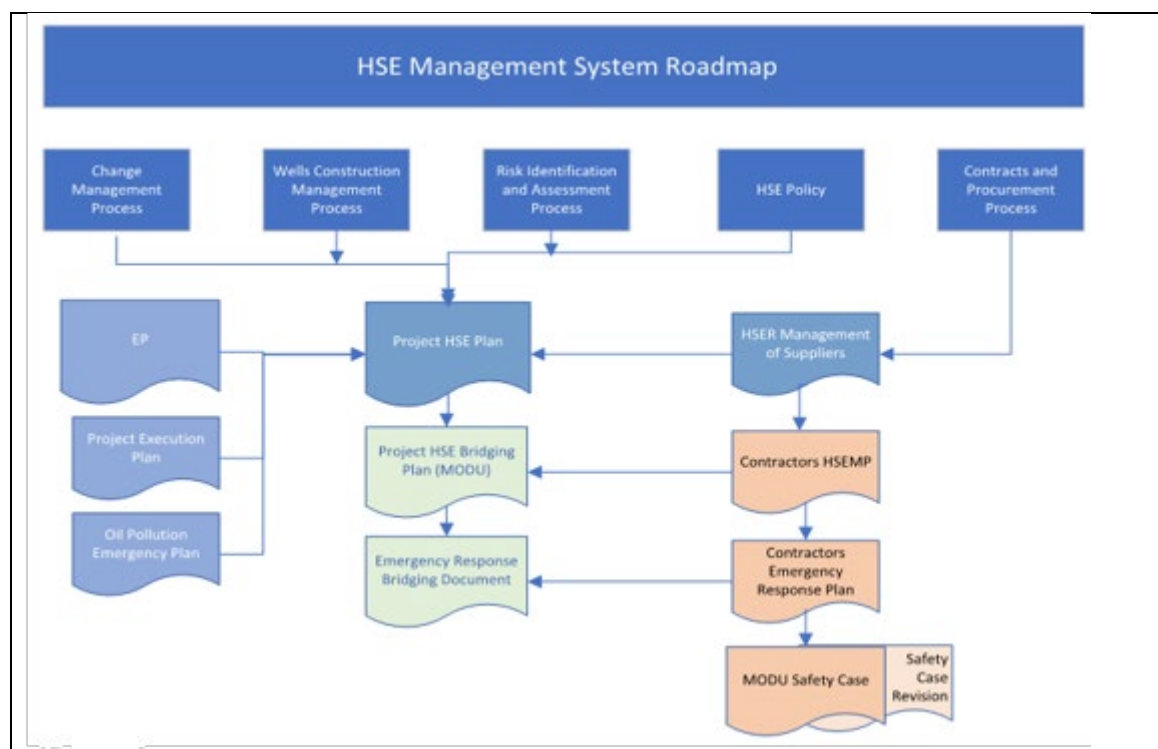 HSE Management System Roadmap
Change
Management
Process
Wells Construction
Management
Process
Risk Identification
and Assessment
Process
HSE Policy
Contracts and
Procurement
Process
EP
Project HSE Plan
HSER Management
of Suppliers
Project Execution
Plan
Project HSE Bridging
Plan (MODU)
Contractors HSEMP
Oil Pollution
Emergency Plan
Emergency Response
Bridging Document
Contractors
Emergency
Response Plan
MODU Safety Case
Safety
Case
Revision